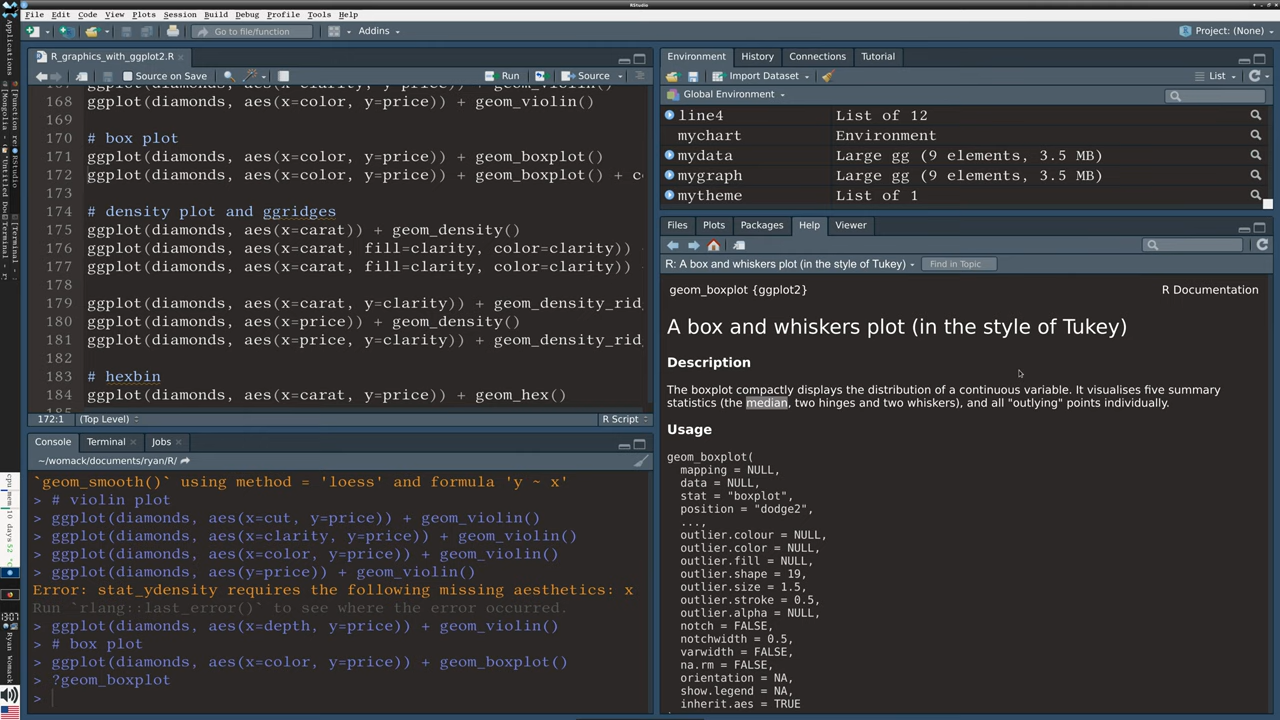 RStudio
File Edit Code View Plots Session Build Debug Profile Tools Help
Go to file/function
Addins
Project: (None)
R_graphics_with_ggplot2.R
Source on Save
Run
Source
168 ggplot(diamonds, aes(x=color, y=price)) + geom_violin()
169
170 # box plot
171 ggplot(diamonds, aes(x=color, y=price)) + geom_boxplot()
172 ggplot(diamonds, aes(x=color, y=price)) + geom_boxplot() + c
173
174 # density plot and ggridges
175 ggplot(diamonds, aes(x=carat)) + geom_density()
176 ggplot(diamonds, aes(x=carat, fill=clarity, color=clarity))
177 ggplot(diamonds, aes(x=carat, fill=clarity, color=clarity))
178
179 ggplot(diamonds, aes(x=carat, y=clarity)) + geom_density_rid
180 ggplot(diamonds, aes(x=price)) + geom_density()
181 ggplot(diamonds, aes(x=price, y=clarity)) + geom_density_rid
182
183 # hexbin
184 ggplot(diamonds, aes(x=carat, y=price)) + geom_hex()
172:1 (Top Level) R Script
Console Terminal Jobs
~/womack/documents/ryan/R/
`geom_smooth()` using method = 'loess' and formula 'y ~ x'
> # violin plot
> ggplot(diamonds, aes(x=cut, y=price)) + geom_violin()
> ggplot(diamonds, aes(x=clarity, y=price)) + geom_violin()
> ggplot(diamonds, aes(x=color, y=price)) + geom_violin()
> ggplot(diamonds, aes(y=price)) + geom_violin()
Error: stat_ydensity requires the following missing aesthetics: x
Run `rlang::last_error()` to see where the error occurred.
> ggplot(diamonds, aes(x=depth, y=price)) + geom_violin()
> # box plot
> ggplot(diamonds, aes(x=color, y=price)) + geom_boxplot()
> ?geom_boxplot
>
Environment History Connections Tutorial
Import Dataset
List
Global Environment
line4 List of 12
mychart Environment
mydata Large gg (9 elements, 3.5 MB)
mygraph Large gg (9 elements, 3.5 MB)
mytheme List of 1
Files Plots Packages Help Viewer
R: A box and whiskers plot (in the style of Tukey) Find in Topic
geom_boxplot {ggplot2} R Documentation
A box and whiskers plot (in the style of Tukey)
Description
The boxplot compactly displays the distribution of a continuous variable. It visualises five summary
statistics (the median, two hinges and two whiskers), and all "outlying" points individually.
Usage
geom_boxplot(
mapping = NULL,
data = NULL,
stat = "boxplot",
position = "dodge2",
...,
outlier.colour = NULL,
outlier.color = NULL,
outlier.fill = NULL,
outlier.shape = 19,
outlier.size = 1.5,
outlier.stroke = 0.5,
outlier.alpha = NULL,
notch = FALSE,
notchwidth = 0.5,
varwidth = FALSE,
na.rm = FALSE,
orientation = NA,
show.legend = NA,
inherit.aes = TRUE
Applications
RStudio
Ryan Womack